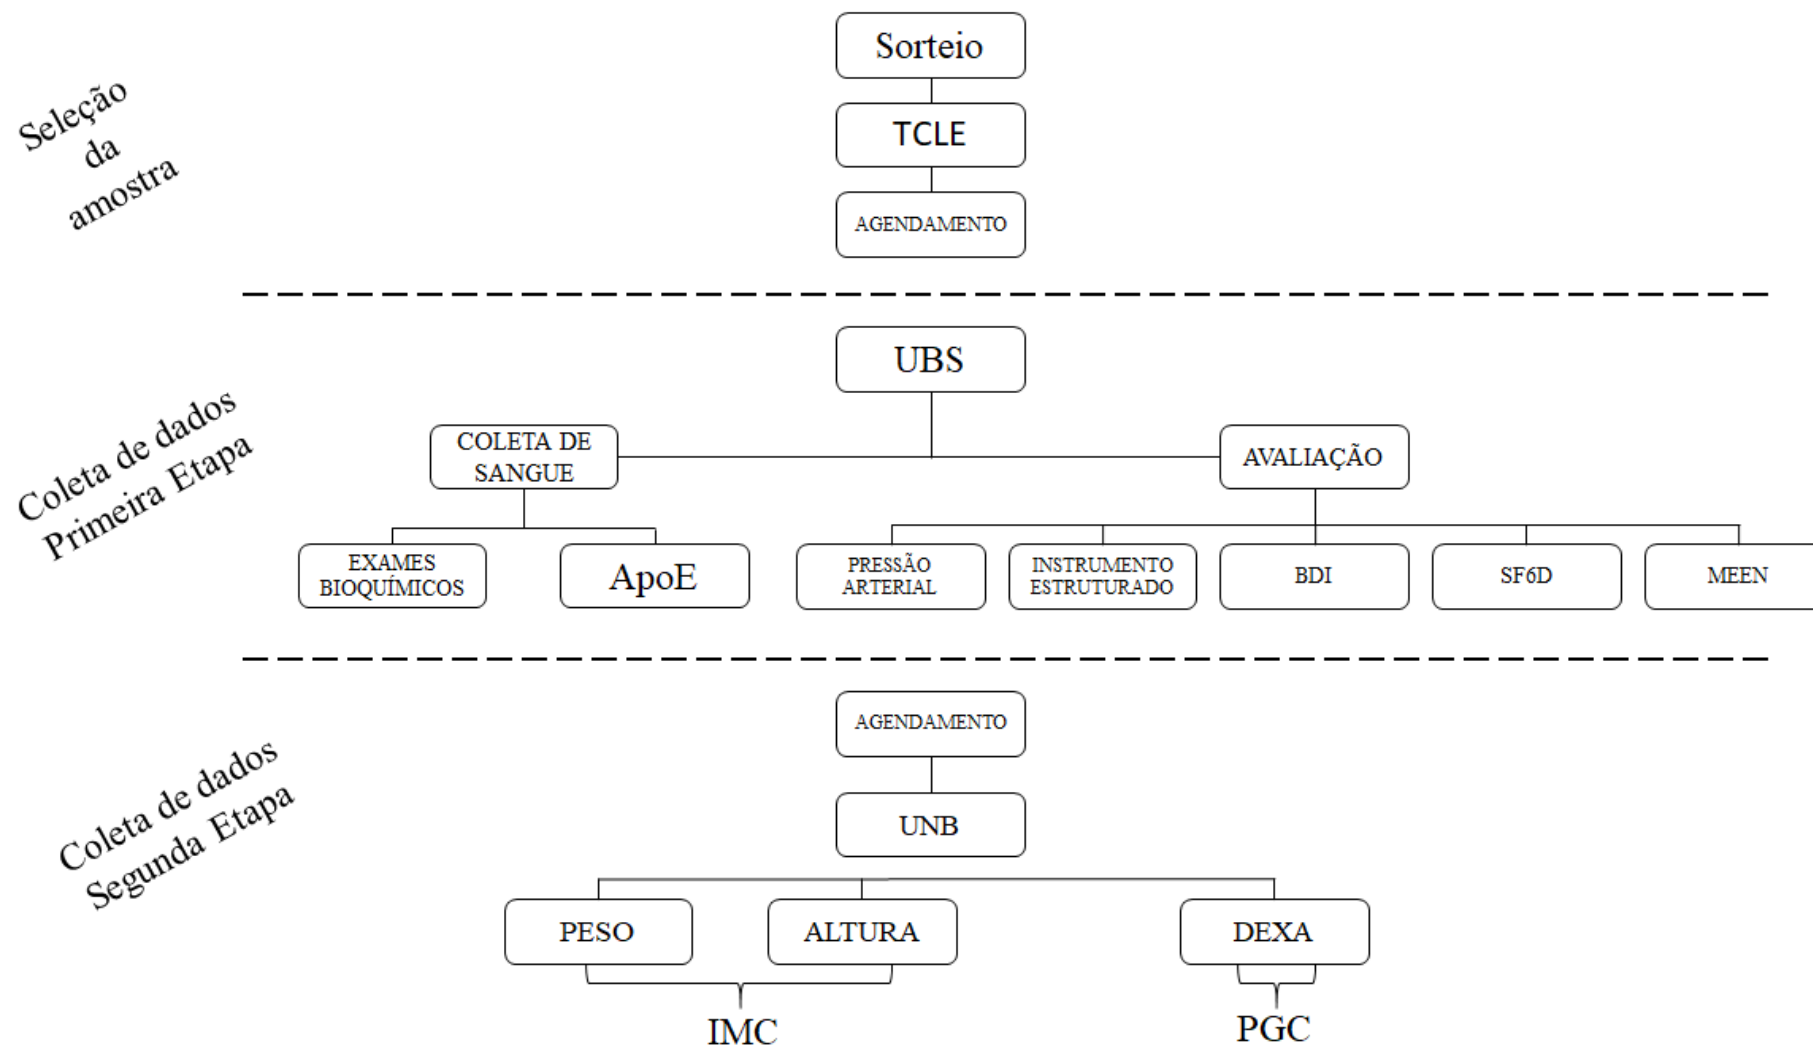 Seleção
da
amostra
Sorteio
TCLE
AGENDAMENTO
Coleta de dados
Primeira Etapa
UBS
COLETA DE
SANGUE
AVALIAÇÃO
EXAMES
BIOQUÍMICOS
ApoE
PRESSÃO
ARTERIAL
INSTRUMENTO
ESTRUTURADO
BDI
SF6D
MEEN
Coleta de dados
Segunda Etapa
AGENDAMENTO
UNB
PESO
ALTURA
DEXA
IMC
PGC